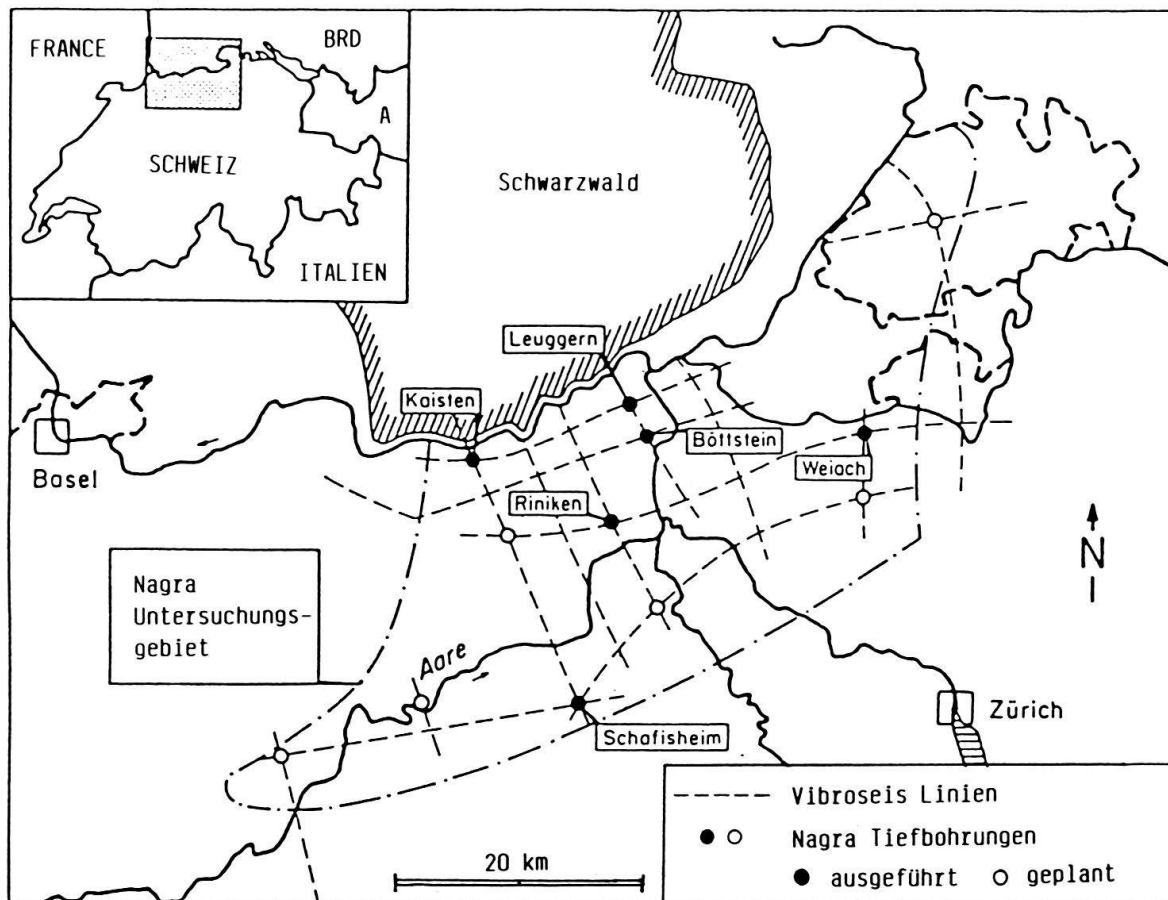 FRANCE
BRD
A
SCHWEIZ
ITALIEN
Schwarzwald
Leuggern
Kaisten
Böttstein
Basel
Weiach
Riniken
N
Nagra
Untersuchungs-
gebiet
Aare
Zürich
Schafisheim
Vibroseis Linien
Nagra Tiefbohrungen
20 km
ausgeführt
geplant